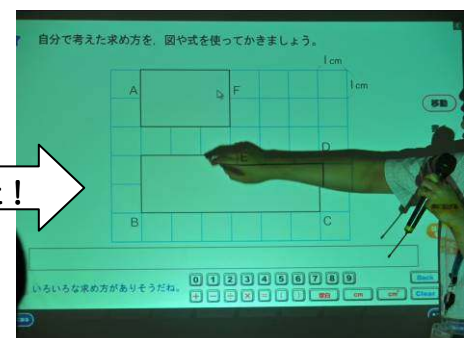 自分で考えた求め方を，図や式を使ってかきましょう。
1cm
1cm
A
F
移動
E
D
！
B
C
いろいろな求め方がありそうだね。
0 1 2 3 4 5 6 7 8 9
Back
＋ − ÷ × ＝ （ ） 空白 cm cm² Clear